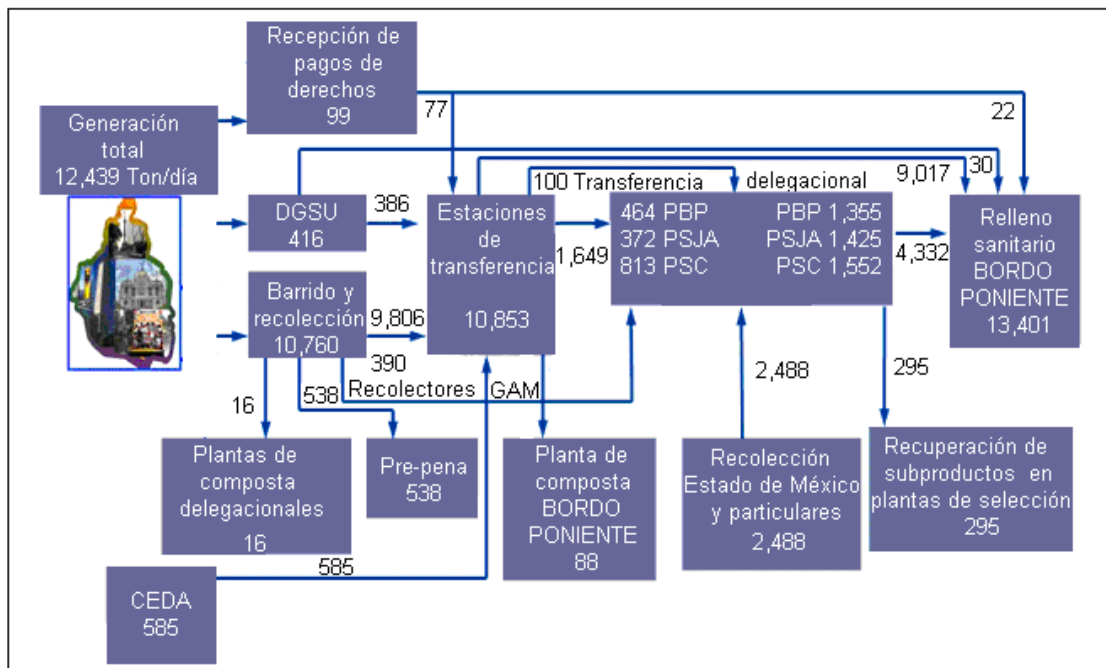 Recepción de
pagos de
derechos
99
77
22
Generación
total
12,439 Ton/día
DGSU
416
386
Estaciones
de
transferencia
10,853
100 Transferencia delegacional
9,017
30
1,649
464 PBP PBP 1,355
372 PSJA PSJA 1,425
813 PSC PSC 1,552
4,332
Relleno
sanitario
BORDO
PONIENTE
13,401
Barrido y
recolección
10,760
9,806
390
Recolectores GAM
16
538
2,488
295
Plantas de
composta
delegacionales
16
Pre-pena
538
Planta de
composta
BORDO
PONIENTE
88
Recolección
Estado de México
y particulares
2,488
Recuperación de
subproductos en
plantas de selección
295
585
CEDA
585